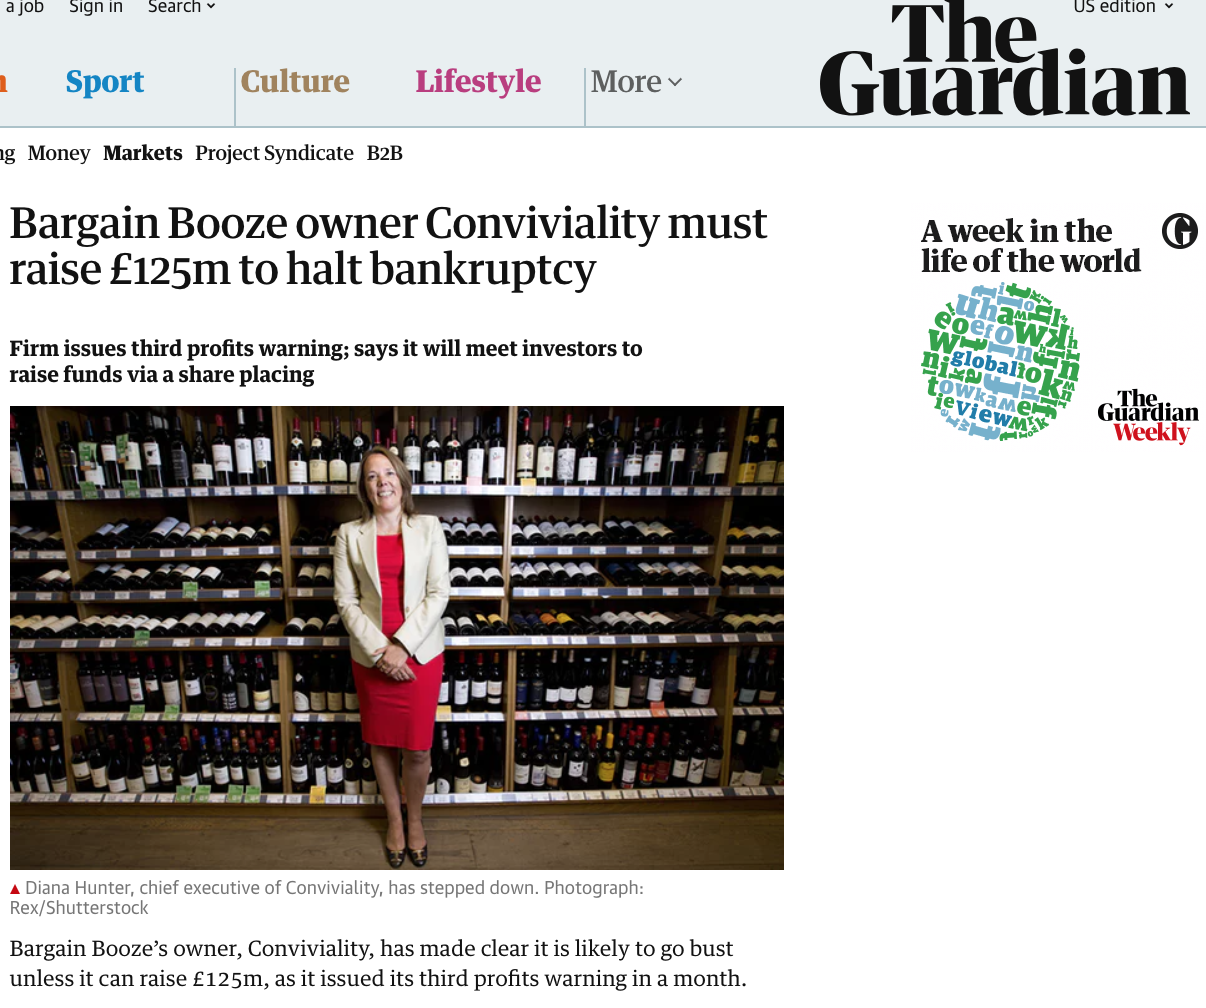 a job Sign in Search
US edition
The
Guardian
Sport Culture Lifestyle More
Money Markets Project Syndicate B2B
Bargain Booze owner Conviviality must
raise £125m to halt bankruptcy
Firm issues third profits warning; says it will meet investors to
raise funds via a share placing
A week in the
life of the world
global
view
The
Guardian
Weekly
Diana Hunter, chief executive of Conviviality, has stepped down. Photograph:
Rex/Shutterstock
Bargain Booze’s owner, Conviviality, has made clear it is likely to go bust
unless it can raise £125m, as it issued its third profits warning in a month.